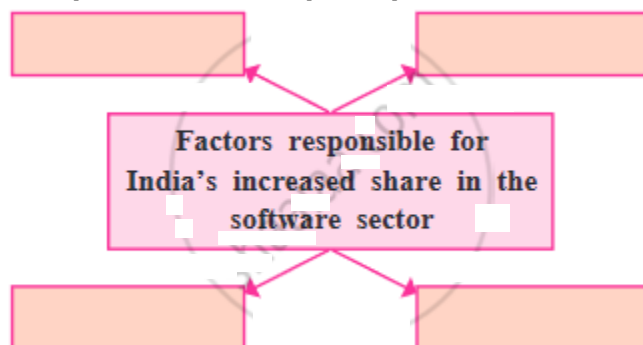 Factors responsible for
India's increased share in the
software sector